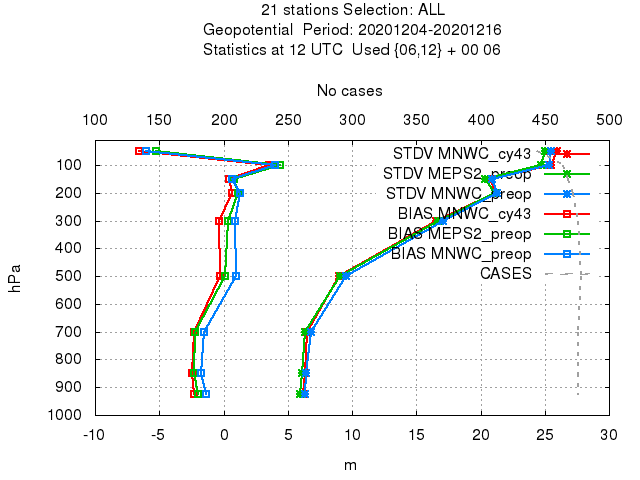 21 stations Selection: ALL
Geopotential  Period: 20201204-20201216
Statistics at 12 UTC  Used {06,12} + 00 06
No cases
100 150 200 250 300 350 400 450 500
STDV MNWC_cy43
STDV MEPS2_preop
STDV MNWC_preop
BIAS MNWC_cy43
BIAS MEPS2_preop
BIAS MNWC_preop
CASES
hPa
100
200
300
400
500
600
700
800
900
1000
-10 -5 0 5 10 15 20 25 30
m